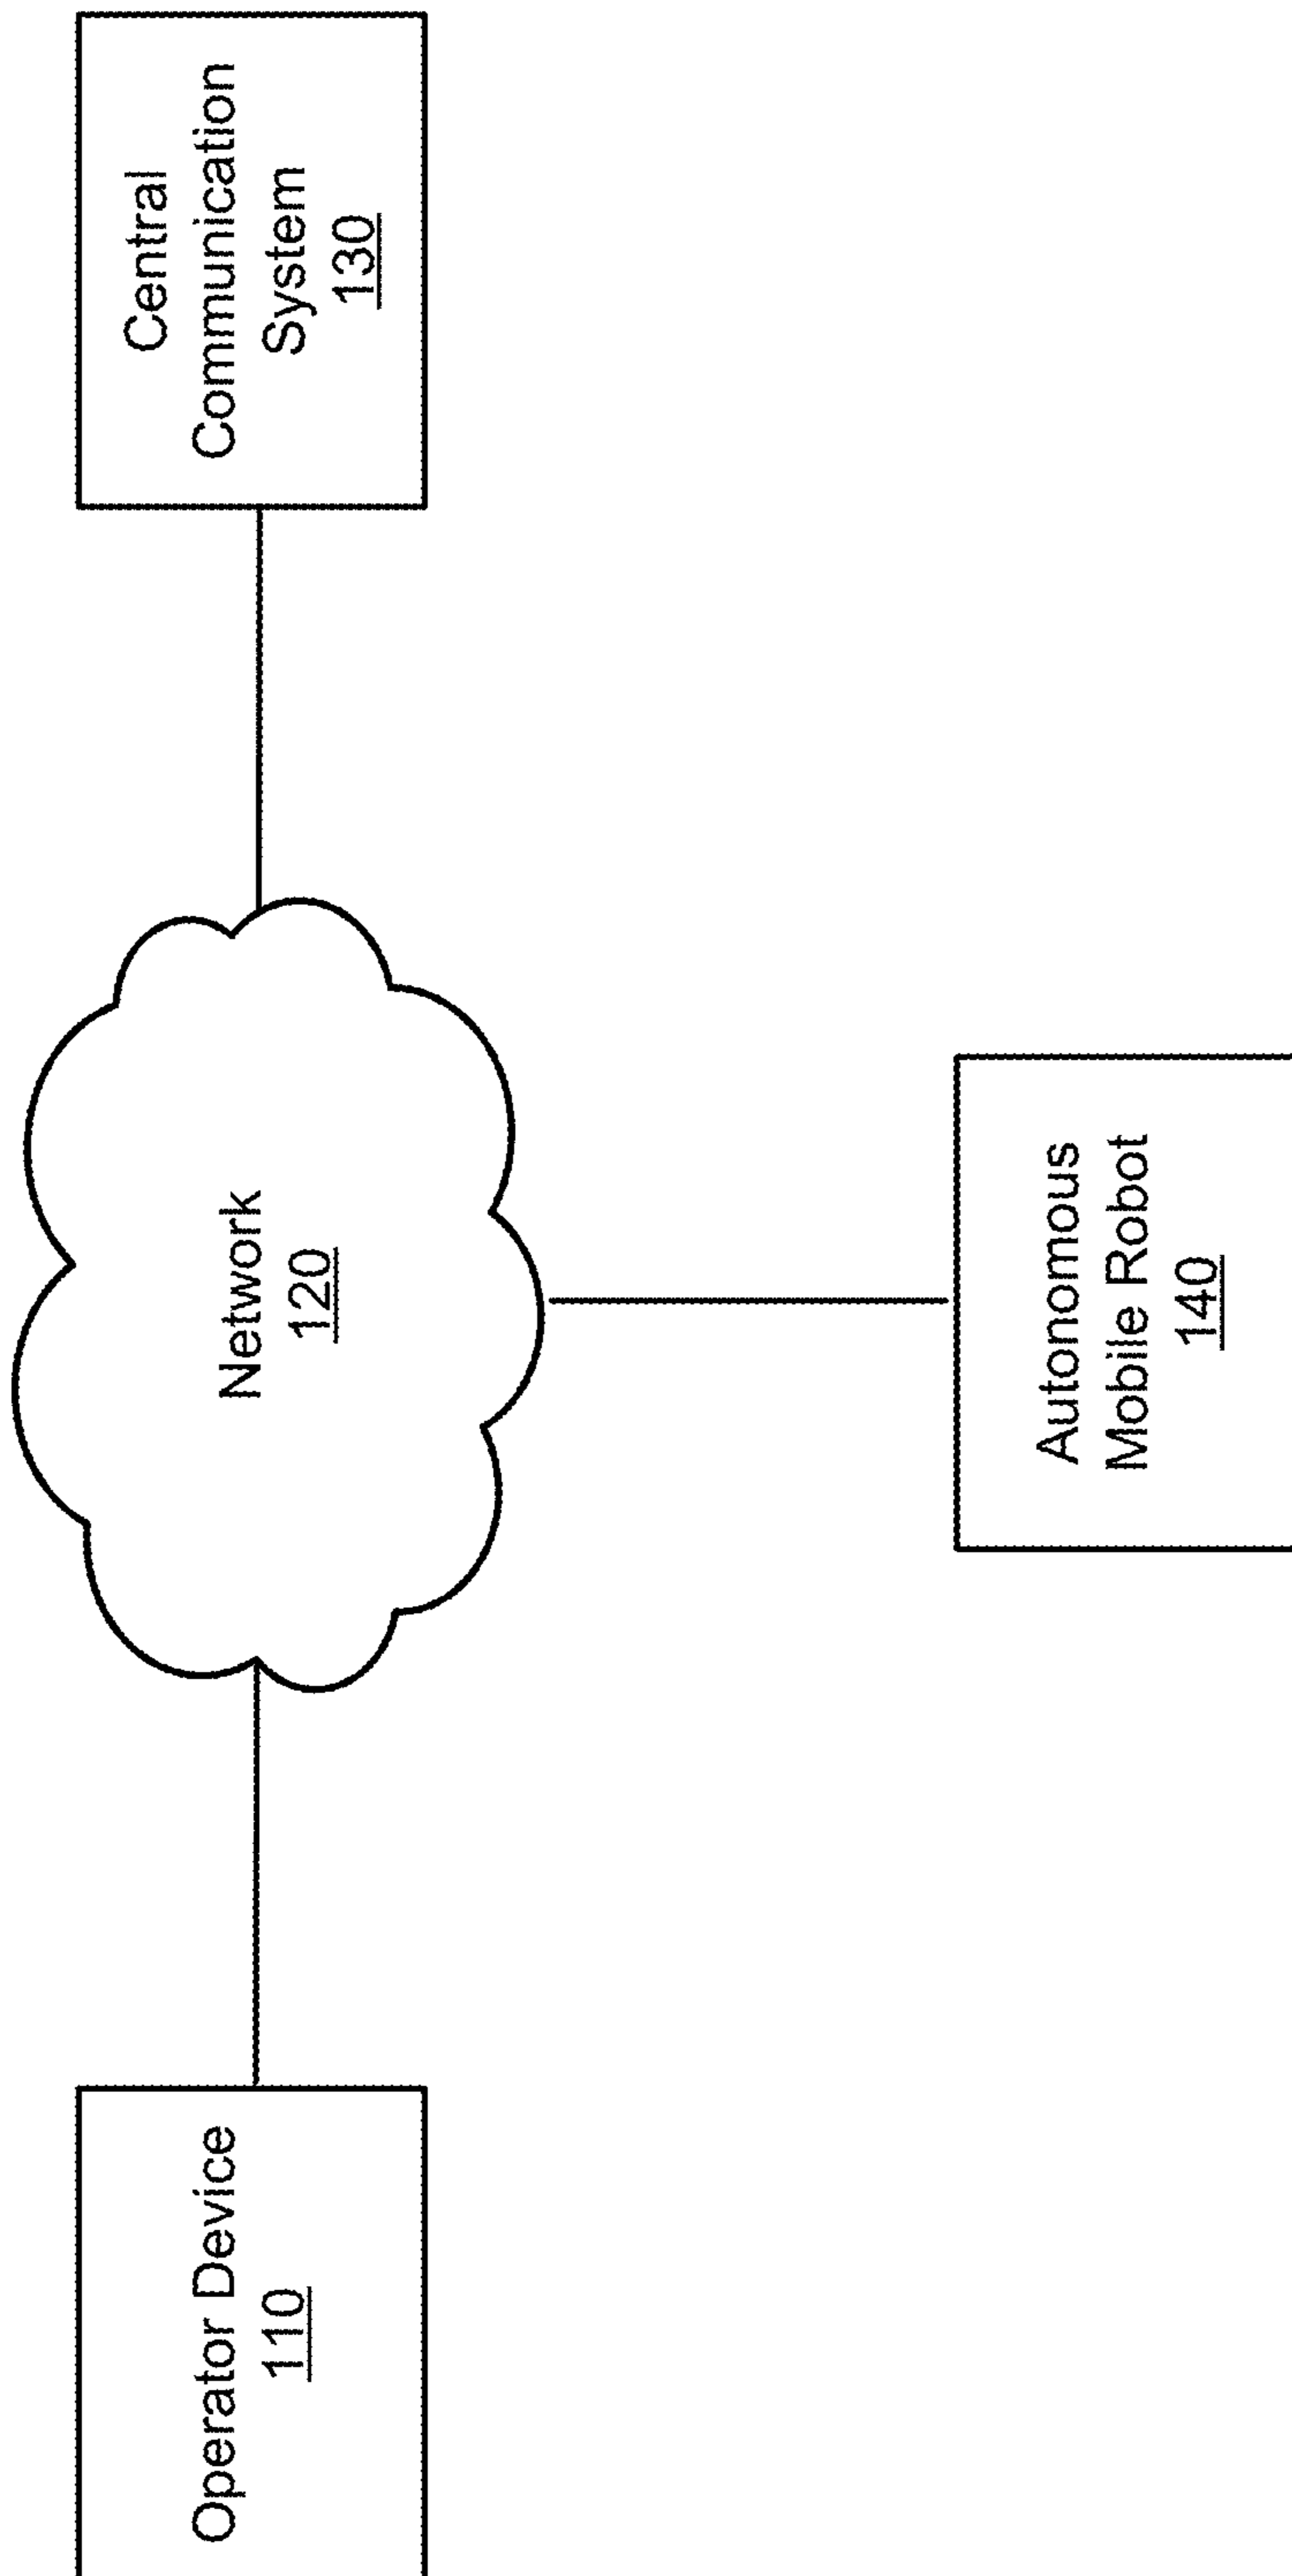 Operator Device
110
Network
120
Central
Communication
System
130
Autonomous
Mobile Robot
140